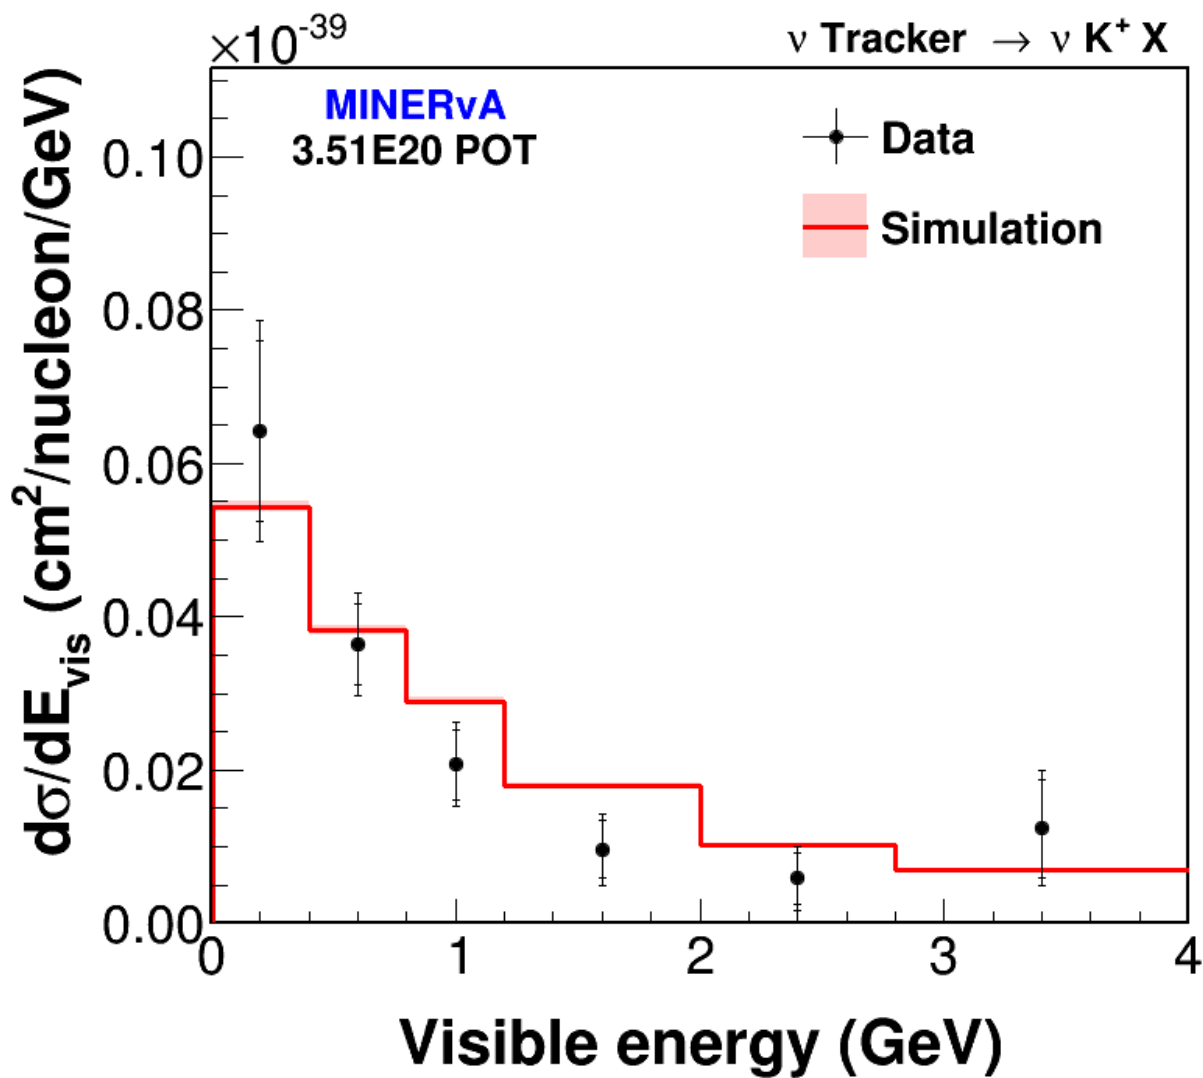 ×10⁻³⁹
ν Tracker → ν K⁺ X
MINERvA
3.51E20 POT
Data
Simulation
dσ/dE_vis (cm²/nucleon/GeV)
0.10
0.08
0.06
0.04
0.02
0.00
0 1 2 3 4
Visible energy (GeV)